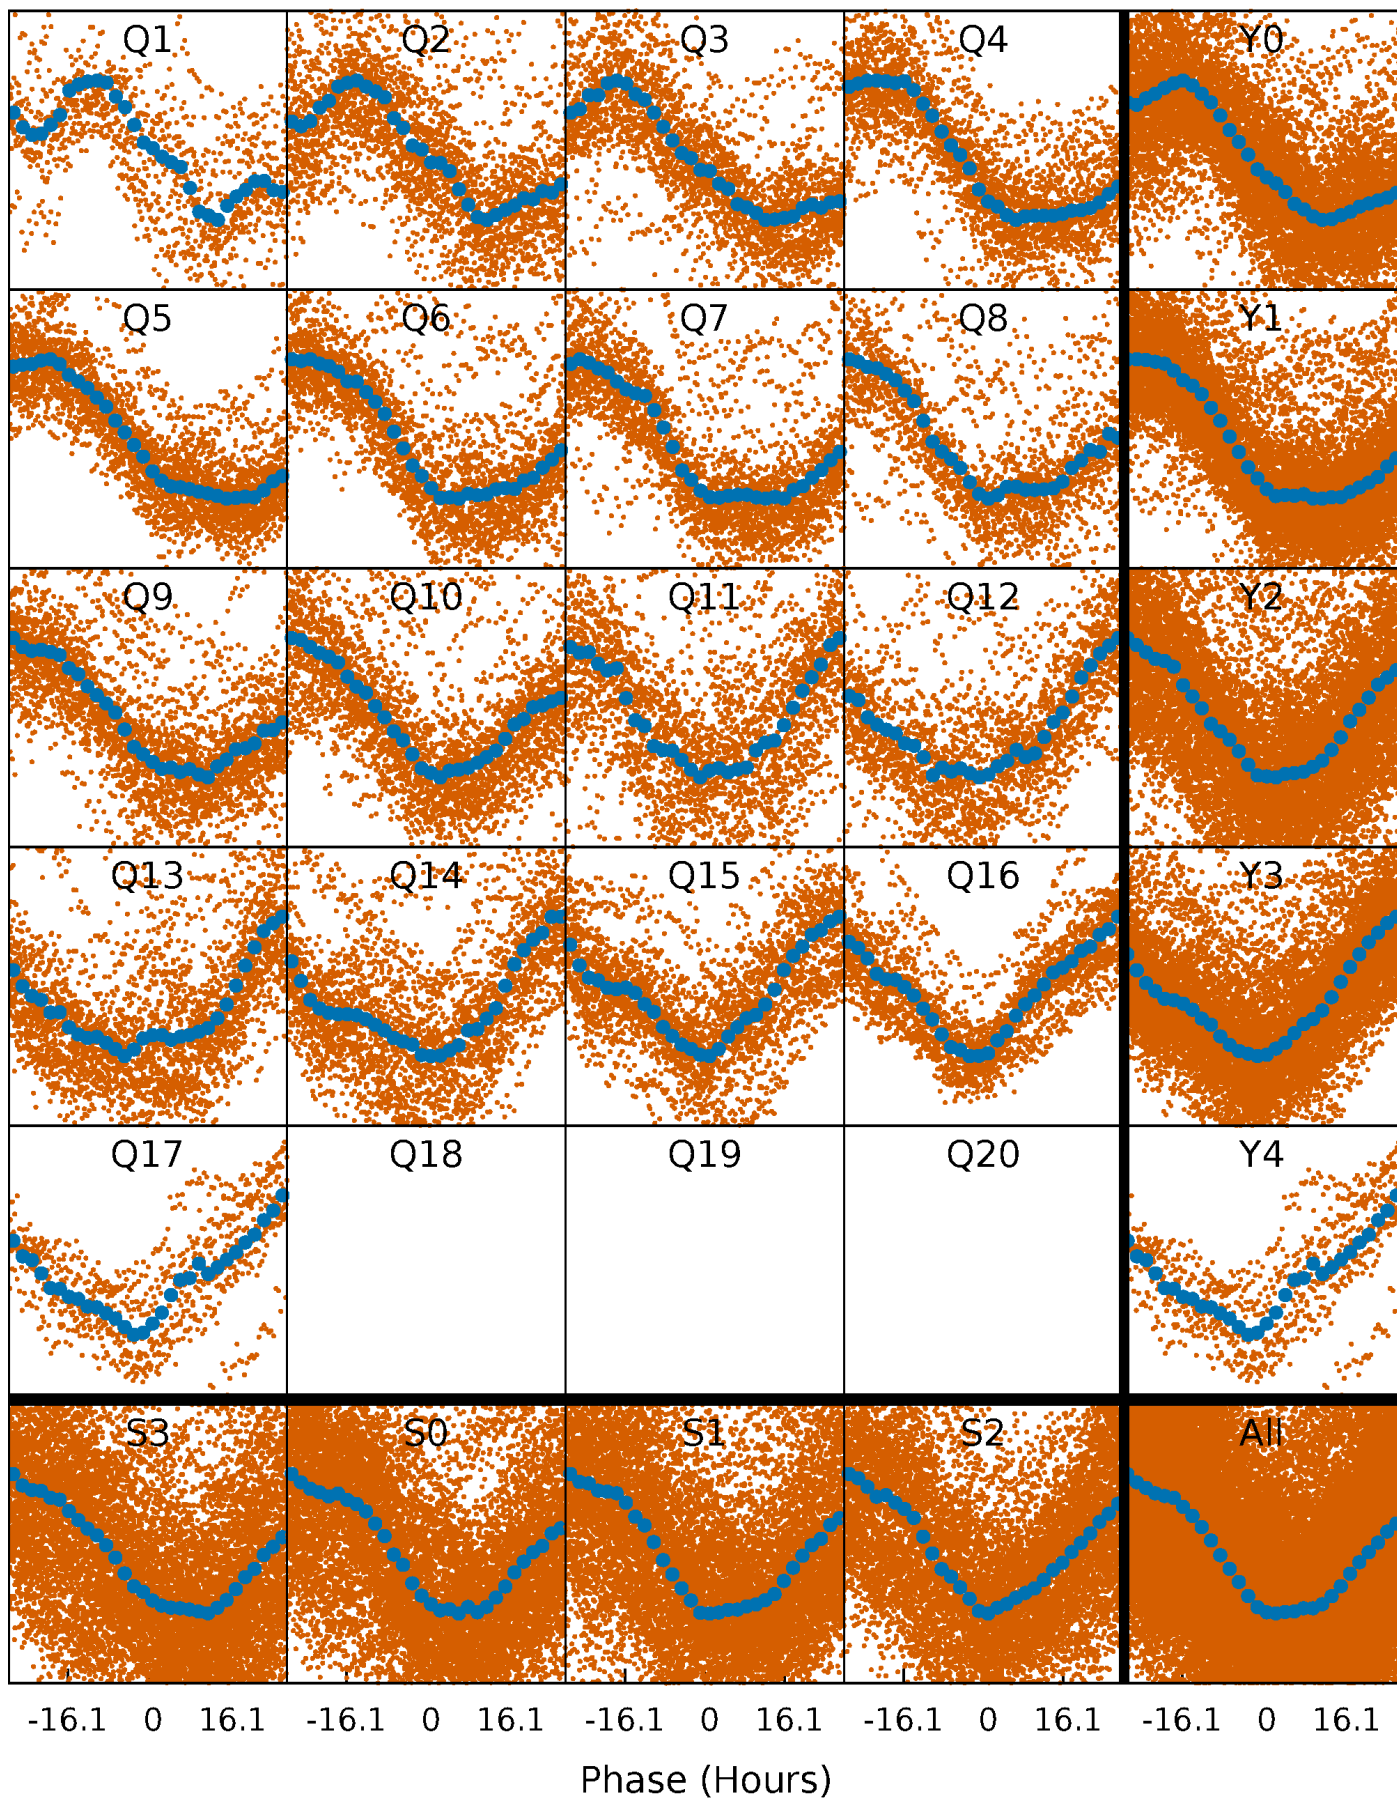 Q1 Q2 Q3 Q4 Y0
Q5 Q6 Q7 Q8 Y1
Q9 Q10 Q11 Q12 Y2
Q13 Q14 Q15 Q16 Y3
Q17 Q18 Q19 Q20 Y4
S3 S0 S1 S2 All
-16.1 0 16.1 -16.1 0 16.1 -16.1 0 16.1 -16.1 0 16.1 -16.1 0 16.1
Phase (Hours)